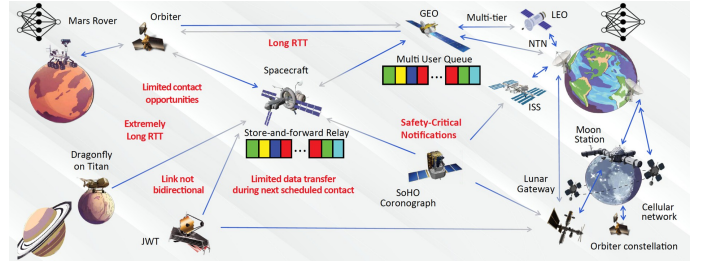 Mars Rover
Orbiter
GEO
Multi-tier
LEO
NTN
Long RTT
Spacecraft
Multi User Queue
Limited contact
opportunities
ISS
Extremely
Long RTT
Safety-Critical
Notifications
Store-and-forward Relay
Moon
Station
Dragonfly
on Titan
Link not
bidirectional
Limited data transfer
during next scheduled contact
SoHO
Coronograph
Lunar
Gateway
Cellular
network
JWT
Orbiter constellation